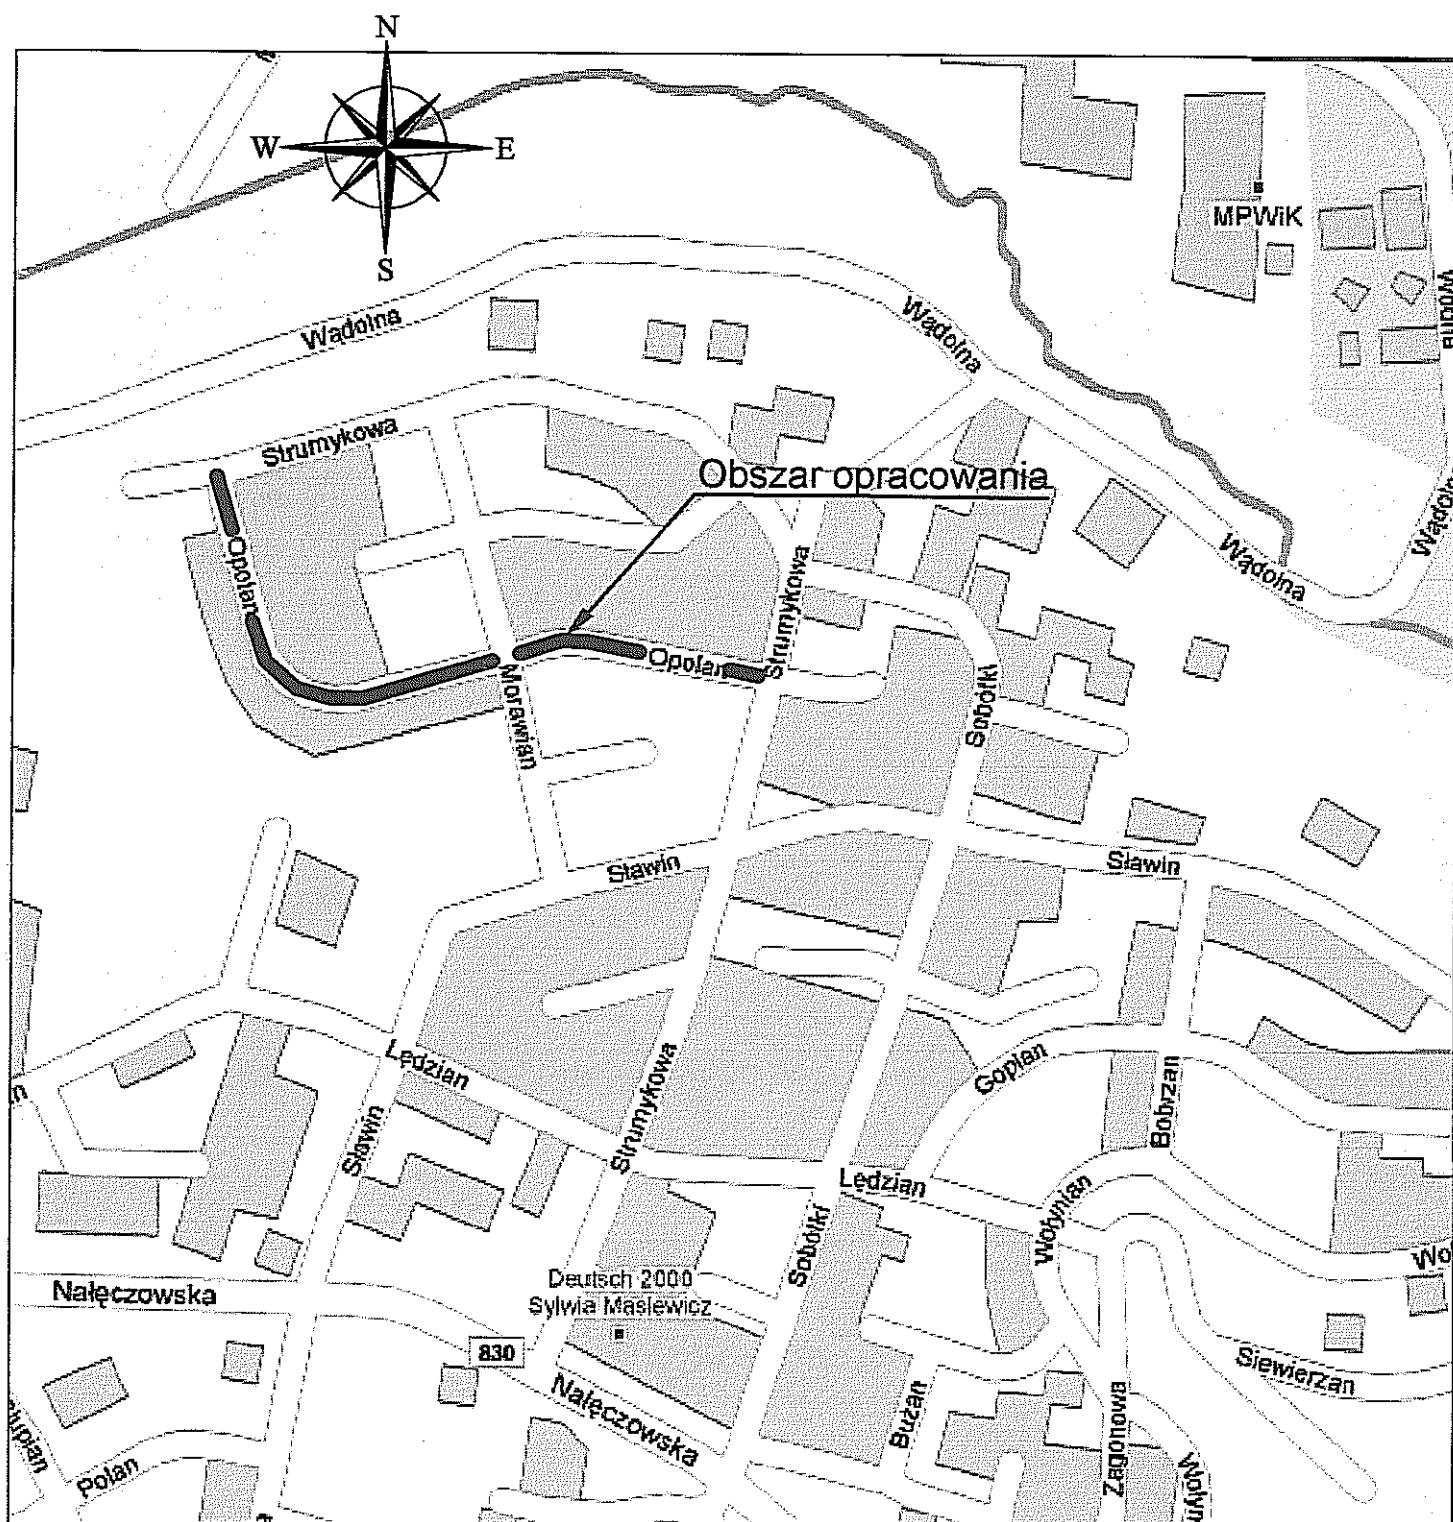 N
W
E
S
MPWiK
Wądolna
Wądolna
Strumykowa
Obszar opracowania
Wądolna
Opolan
Strumykowa
Opolan
Morawian
Sobótki
Sławin
Sławin
Lędzian
Goplan
Strumykowa
Bobrzan
Sławin
Lędzian
Wołynian
Sobótki
Nałęczowska
Deutsch 2000
Sylwia Masiewicz
830
Siewierzan
Nałęczowska
Bużan
Zagonowa
Polan